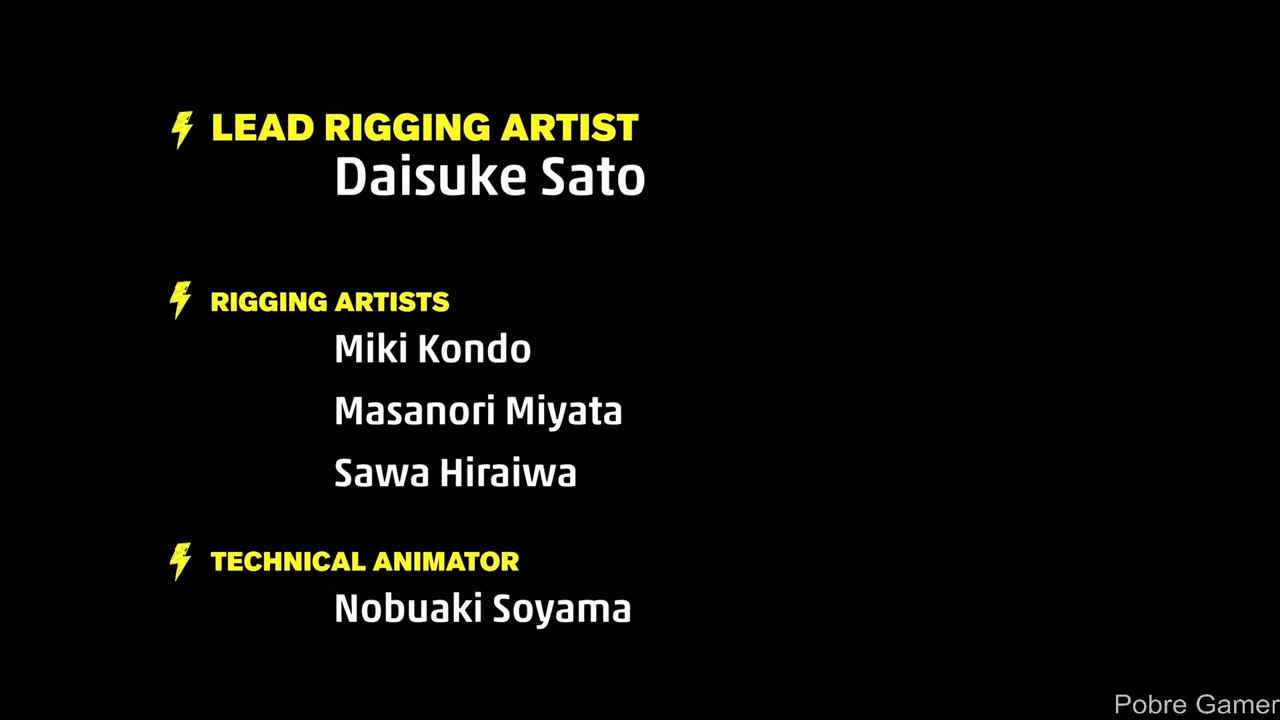 LEAD RIGGING ARTIST
Daisuke Sato
RIGGING ARTISTS
Miki Kondo
Masanori Miyata
Sawa Hiraiwa
TECHNICAL ANIMATOR
Nobuaki Soyama
Pobre Gamer